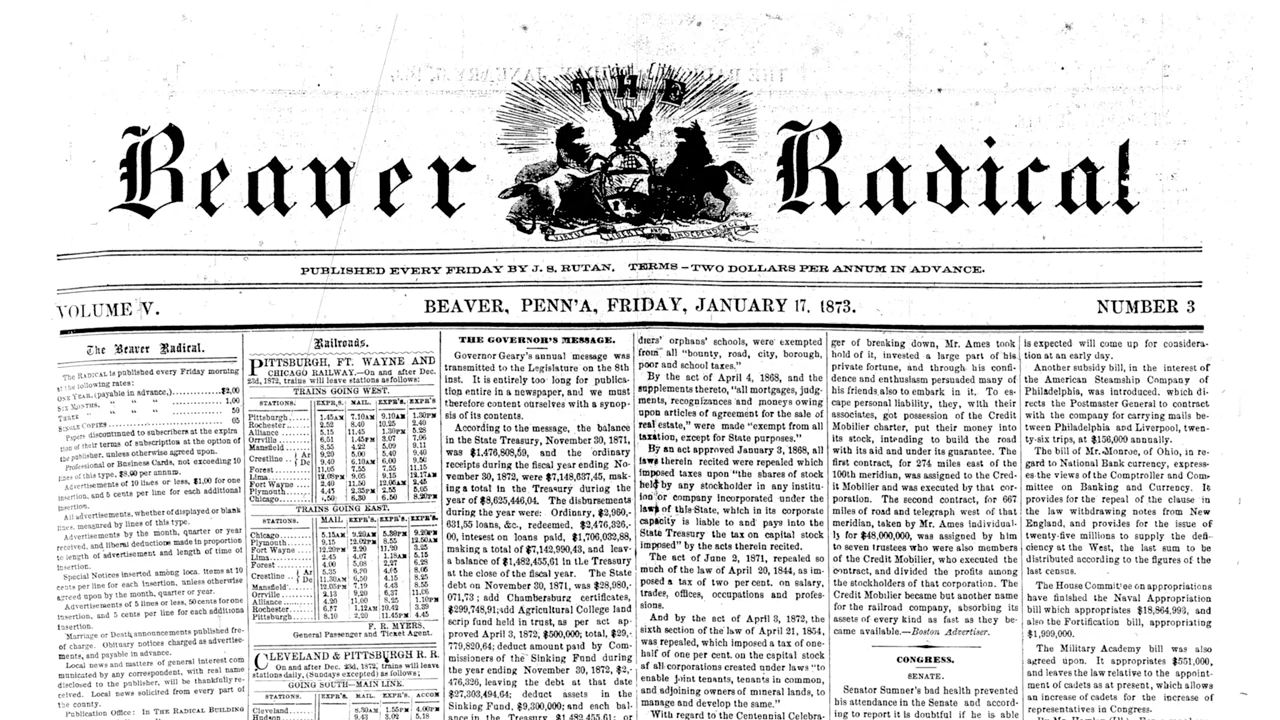 THE
Beaver Radical
VIRTUE LIBERTY AND INDEPENDENCE
PUBLISHED EVERY FRIDAY BY J. S. RUTAN. TERMS – TWO DOLLARS PER ANNUM IN ADVANCE.
VOLUME V. BEAVER, PENN'A, FRIDAY, JANUARY 17, 1873. NUMBER 3
The Beaver Radical.
The RADICAL is published every Friday morning
at the following rates:
ONE YEAR, (payable in advance,) $2.00
SIX MONTHS, " " " 1.00
THREE " " " " 50
SINGLE COPIES 05
Papers discontinued to subscribers at the expira
tion of their terms of subscription at the option of
the publisher, unless otherwise agreed upon.
Professional or Business Cards, not exceeding 10
lines of this type, $8.00 per annum.
Advertisements of 10 lines or less, $1.00 for one
insertion, and 5 cents per line for each additional
insertion.
All advertisements, whether of displayed or blank
lines, measured by lines of this type.
Advertisements by the month, quarter or year
received, and liberal deductions made in proportion
to length of advertisement and length of time of
insertion.
Special Notices inserted among local items at 10
cents per line for each insertion, unless otherwise
agreed upon by the month, quarter or year.
Advertisements of 5 lines or less, 50 cents for one
insertion, and 5 cents per line for each additional
insertion.
Marriage or Death announcements published free
of charge. Obituary notices charged as advertise-
ments, and payable in advance.
Local news and matters of general interest com
municated by any correspondent, with real name
disclosed to the publisher, will be thankfully re-
ceived. Local news solicited from every part of
the county.
Publication Office: In THE RADICAL BUILDING
Railroads.
PITTSBURGH, FT. WAYNE AND
CHICAGO RAILWAY.—On and after Dec.
23d, 1872, trains will leave stations as follows:
TRAINS GOING WEST.
STATIONS. EXPR'S. MAIL. EXPR'S. EXPR'S
Pittsburgh 1.45AM 7.10AM 9.10AM 1.30PM
Rochester 2.52 8.40 10.25 2.40
Alliance 5.15 11.45 1.30PM 5.28
Orrville 6.51 1.45PM 3.07 7.06
Mansfield 8.55 4.22 5.09 9.11
Crestline { Ar 9.20 5.00 5.40 9.40
{ De 9.40 6.10AM 6.00 9.50
Forest 11.05 7.55 7.55 11.15
Lima 12.08PM 9.05 9.15 12.17AM
Fort Wayne 2.40 11.50 12.05AM 2.45
Plymouth 4.45 2.35PM 2.55 5.05
Chicago 7.50 6.30 6.50 8.20PM
TRAINS GOING EAST.
STATIONS. MAIL EXPR'S. EXPR'S. EXPR'S.
Chicago 5.15AM 9.20AM 5.30PM 9.20PM
Plymouth 9.15 12.02PM 8.55 12.50AM
Fort Wayne 12.20PM 2.20 11.20 3.25
Lima 2.45 4.07 1.18AM 5.15
Forest 4.00 5.08 2.27 6.28
Crestline { Ar 5.35 6.20 4.05 8.05
{ De 11.30AM 6.50 4.15 8.25
Mansfield 12.05PM 7.19 4.43 8.55
Orrville 2.13 9.20 6.37 11.06
Alliance 4.20 11.00 8.25 1.10PM
Rochester 6.57 1.12AM 10.42 3.39
Pittsburgh 8.10 2.20 11.45PM 4.45
F. R. MYERS,
General Passenger and Ticket Agent.
CLEVELAND & PITTSBURGH R. R.
On and after Dec. 23d, 1872, trains will leave
stations daily, (Sundays excepted) as follows:
GOING SOUTH—MAIN LINE.
STATIONS. EXPR'S. MAIL. EXPR'S. ACCOM
Cleveland 8.30AM 1.55PM 4.00PM
Hudson 9.43 3.02 5.18
THE GOVERNOR'S MESSAGE.
Governor Geary's annual message was
transmitted to the Legislature on the 8th
inst. It is entirely too long for publica-
tion entire in a newspaper, and we must
therefore content ourselves with a synop-
sis of its contents.
According to the message, the balance
in the State Treasury, November 30, 1871,
was $1,476,808,59, and the ordinary
receipts during the fiscal year ending No-
vember 30, 1872, were $7,148,637,45, mak-
ing a total in the Treasury during the
year of $8,625,446,04. The disbursements
during the year were: Ordinary, $2,960,-
631,55 loans, &c., redeemed, $2,476,326,-
00, interest on loans paid, $1,706,032,88,
making a total of $7,142,990,43, and leav-
a balance of $1,482,455,61 in the Treasury
at the close of the fiscal year. The State
debt on November 30, 1871, was $28,980,-
071,73; add Chambersburg certificates,
$299,748,91; add Agricultural College land
scrip fund held in trust, as per act ap-
proved April 3, 1872, $500,000; total, $29,-
779,820,64; deduct amount paid by Com-
missioners of the Sinking Fund during
the year ending November 30, 1872, $2,-
476,326, leaving the debt at that date
$27,303,494,64; deduct assets in the
Sinking Fund, $9,300,000; and each bal-
ance in the Treasury $1,482,455,61; or
diers' orphans' schools, were exempted
from all "bounty, road, city, borough,
poor and school taxes."
By the act of April 4, 1868, and the
supplements thereto, "all mortgages, judg-
ments, recognizances and moneys owing
upon articles of agreement for the sale of
real estate," were made "exempt from all
taxation, except for State purposes."
By an act approved January 3, 1868, all
laws therein recited were repealed which
imposed taxes upon "the shares of stock
held by any stockholder in any institu-
tion or company incorporated under the
laws of this State, which in its corporate
capacity is liable to and pays into the
State Treasury the tax on capital stock
imposed" by the acts therein recited.
The act of June 2, 1871, repealed so
much of the law of April 20, 1844, as im-
posed a tax of two per cent. on salary,
trades, offices, occupations and profes-
sions.
And by the act of April 3, 1872, the
sixth section of the law of April 21, 1854,
was repealed, which imposed a tax of one-
half of one per cent. on the capital stock
of all corporations created under laws "to
enable joint tenants, tenants in common,
and adjoining owners of mineral lands, to
manage and develop the same."
With regard to the Centennial Celebra-
ger of breaking down, Mr. Ames took
hold of it, invested a large part of his
private fortune, and through his confi-
dence and enthusiasm persuaded many of
his friends also to embark in it. To es-
cape personal liability, they, with their
associates, got possession of the Credit
Mobilier charter, put their money into
its stock, intending to build the road
with its aid and under its guarantee. The
first contract, for 274 miles east of the
100th meridian, was assigned to the Cred-
it Mobilier and was executed by that cor-
poration. The second contract, for 667
miles of road and telegraph west of that
meridian, taken by Mr. Ames individual-
ly for $48,000,000, was assigned by him
to seven trustees who were also members
of the Credit Mobilier, who executed the
contract, and divided the profits among
the stockholders of that corporation. The
Credit Mobilier became but another name
for the railroad company, absorbing its
assets of every kind as fast as they be-
came available.—Boston Advertiser.
CONGRESS.
SENATE.
Senator Sumner's bad health prevented
his attendance in the Senate and accord-
ing to report it is doubtful if he is able
is expected will come up for considera-
tion at an early day.
Another subsidy bill, in the interest of
the American Steamship Company of
Philadelphia, was introduced. which di-
rects the Postmaster General to contract
with the company for carrying mails be-
tween Philadelphia and Liverpool, twen-
ty-six trips, at $156,000 annually.
The bill of Mr. Monroe, of Ohio, in re-
gard to National Bank currency, express-
es the views of the Comptroller and Com-
mittee on Banking and Currency. It
provides for the repeal of the clause in
the law withdrawing notes from New
England, and provides for the issue of
twenty-five millions to supply the defi-
ciency at the West, the last sum to be
distributed according to the figures of the
last census.
The House Committee on appropriations
have finished the Naval Appropriation
bill which appropriates $18,864,993, and
also the Fortification bill, appropriating
$1,999,000.
The Military Academy bill was also
agreed upon. It appropriates $551,000,
and leaves the law relative to the appoint-
ment of cadets as at present, which allows
an increase of cadets for the increase of
representatives in Congress.